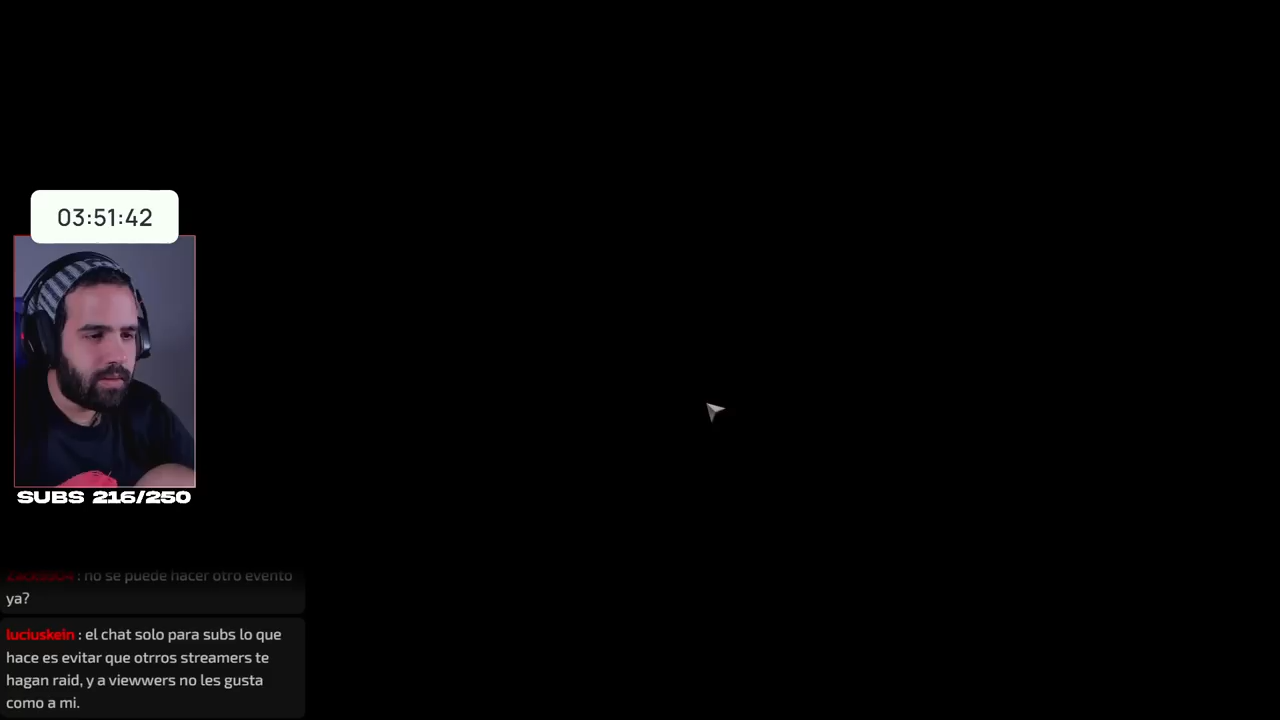 03:51:42
SUBS 216/250
: no se puede hacer otro evento
ya?
luciuskein : el chat solo para subs lo que
hace es evitar que otrros streamers te
hagan raid, y a viewwers no les gusta
como a mi.